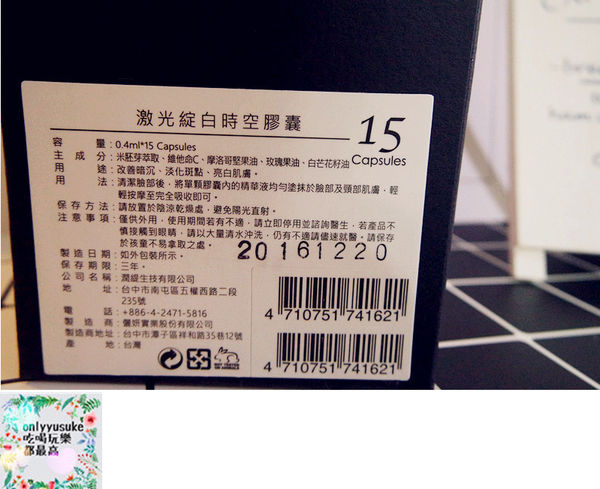 激光綻白時空膠囊
15
Capsules
容量：0.4ml*15 Capsules
主成分：米胚芽萃取、維他命C、摩洛哥堅果油、玫瑰果油、白芒花籽油
用途：改善暗沉、淡化斑點、亮白肌膚。
用法：清潔臉部後，將單顆膠囊內的精華液均勻塗抹於臉部及頸部肌膚，輕
輕按摩至完全吸收即可。
保存方法：請放置於陰涼乾燥處，避免陽光直射。
注意事項：僅供外用，使用期間若有不適，請立即停用並諮詢醫生，若產品不
慎接觸到眼睛，請以大量清水沖洗，仍有不適請儘速就醫。請保存
於孩童不易拿取之處。
20161220
製造日期：如外包裝所示。
保存期限：三年。
公司名稱：潤緹生技有限公司
地址：台中市南屯區五權西路二段
235號
電話：+886-4-2471-5816
製造商：儷妍實業股份有限公司
製造商地址：台中市潭子區祥和路35巷12號
產地：台灣
4 710751 741621
4 710751 741621
onlyyusuke
吃喝玩樂
都最高